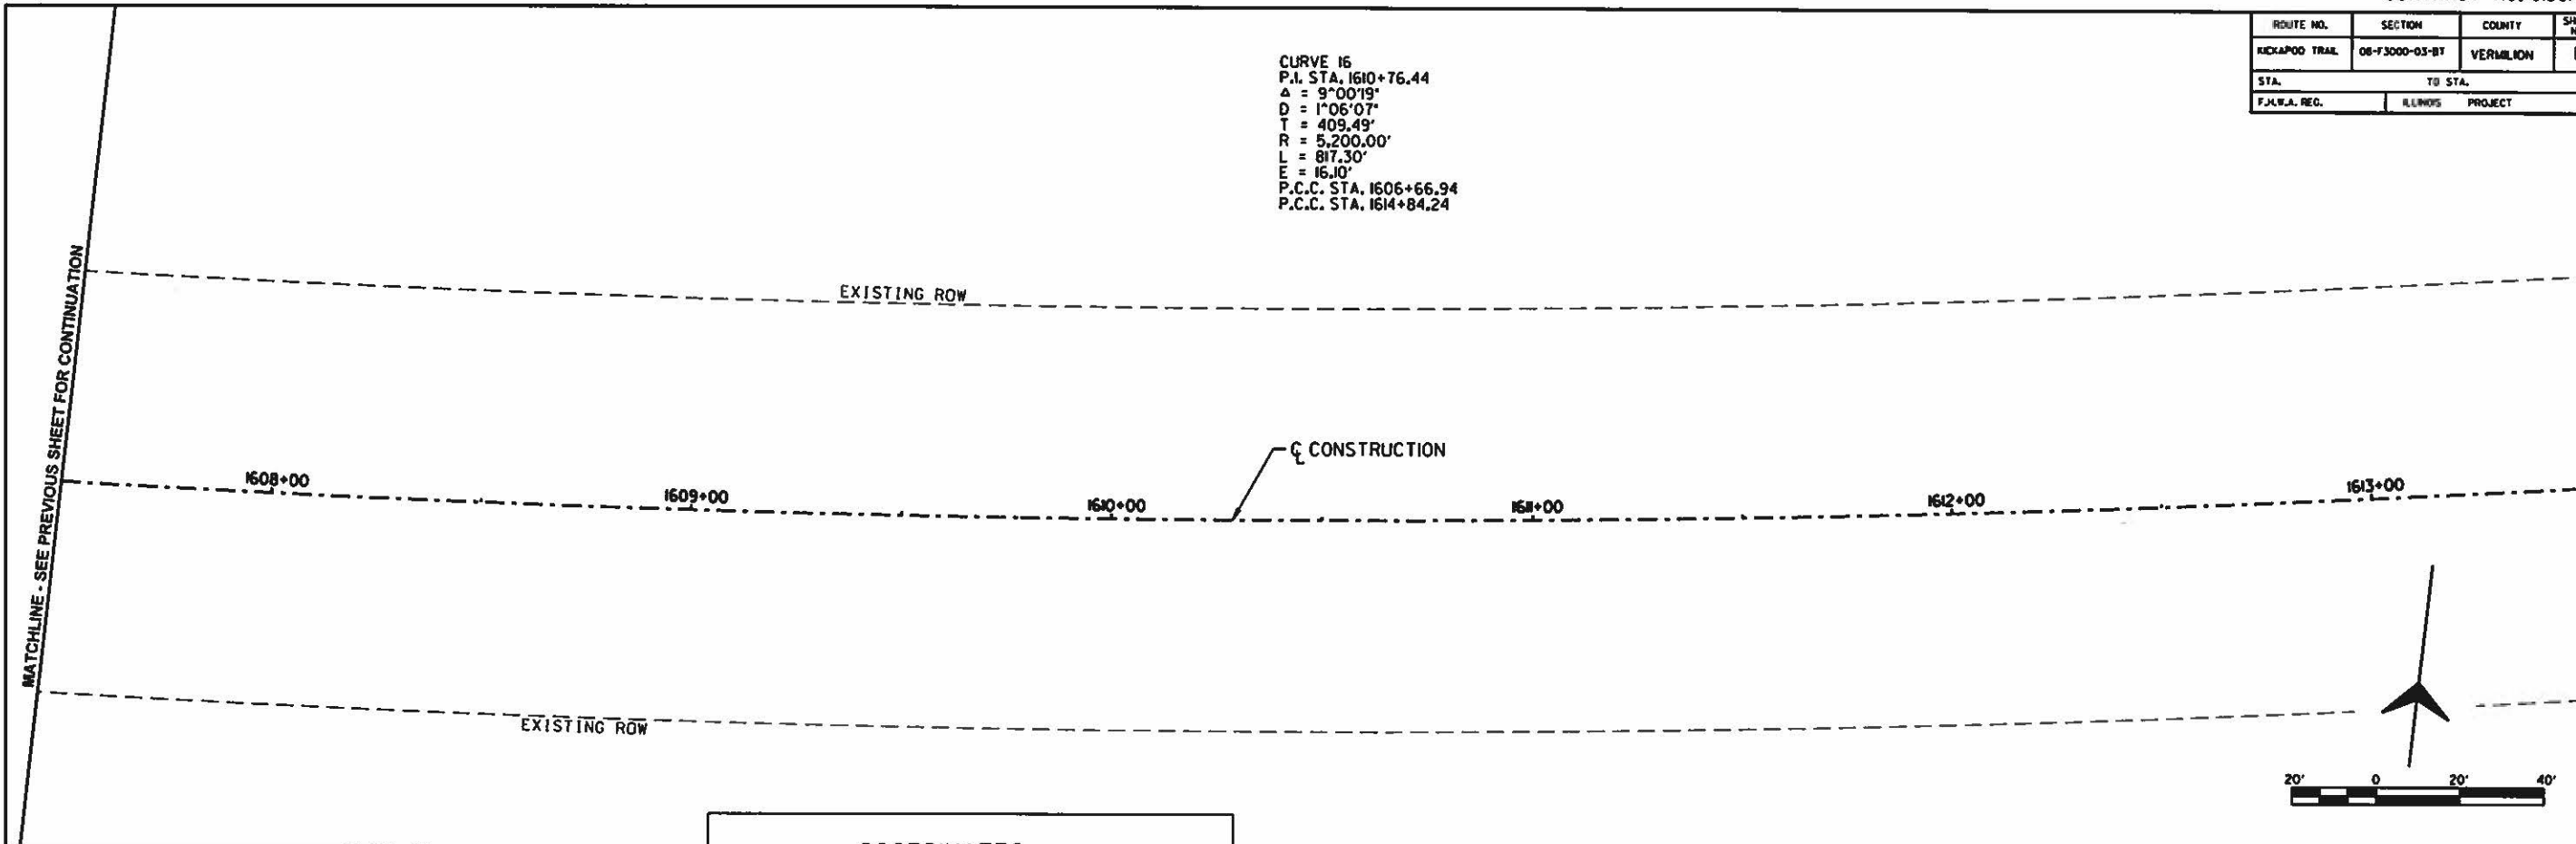 ROUTE NO. SECTION COUNTY
KICKAPOO TRAIL 08-F3000-03-BT VERMILION
STA. TO STA.
F.H.W.A. REG. ILLINOIS PROJECT
CURVE 16
P.I. STA. 1610+76.44
Δ = 9°00'19"
D = 1°06'07"
T = 409.49'
R = 5,200.00'
L = 817.30'
E = 16.10'
P.C.C. STA. 1606+66.94
P.C.C. STA. 1614+84.24
MATCHLINE - SEE PREVIOUS SHEET FOR CONTINUATION
EXISTING ROW
℄ CONSTRUCTION
1608+00 1609+00 1610+00 1611+00 1612+00 1613+00
EXISTING ROW
20' 0 20' 40'